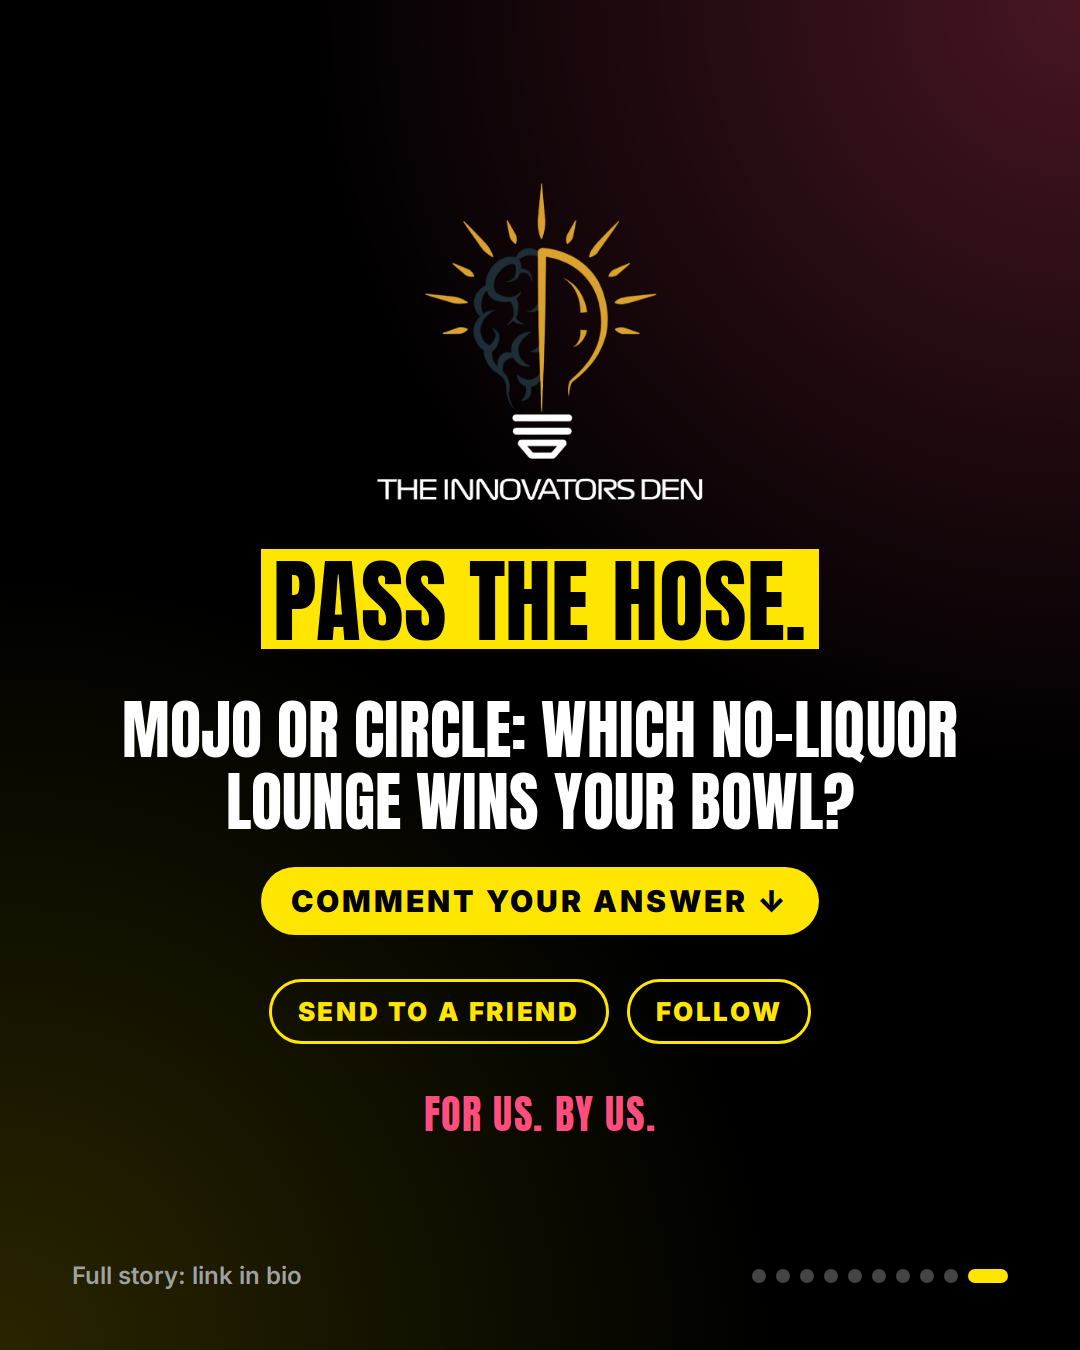 THE INNOVATORS DEN
PASS THE HOSE.
MOJO OR CIRCLE: WHICH NO-LIQUOR
LOUNGE WINS YOUR BOWL?
COMMENT YOUR ANSWER ↓
SEND TO A FRIEND
FOLLOW
FOR US. BY US.
Full story: link in bio